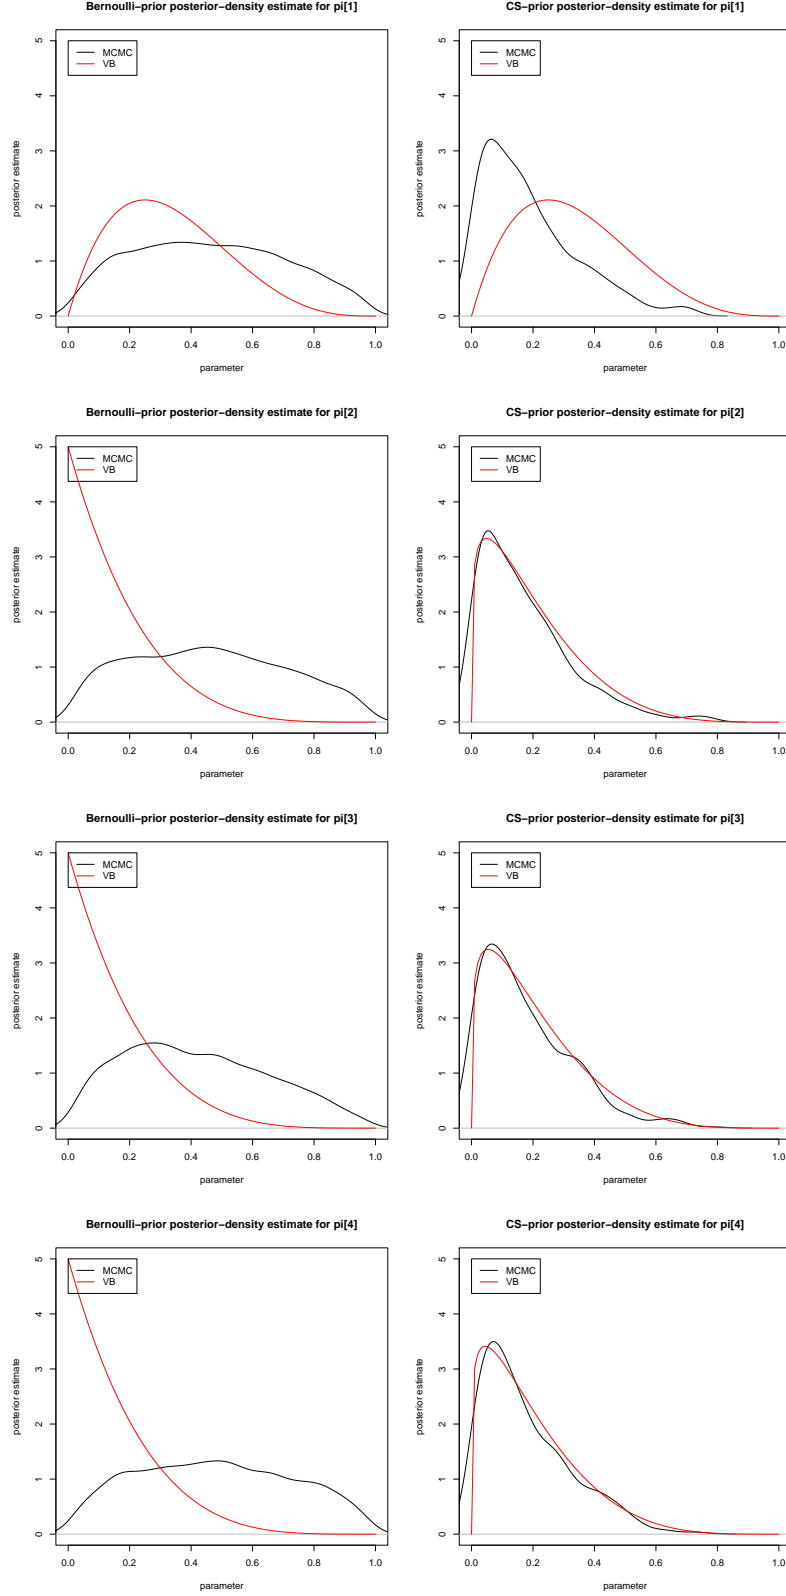 Bernoulli−prior posterior−density estimate for pi[1]
MCMC
VB
posterior estimate
0 1 2 3 4 5
0.0 0.2 0.4 0.6 0.8 1.0
parameter
CS−prior posterior−density estimate for pi[1]
MCMC
VB
posterior estimate
0 1 2 3 4 5
0.0 0.2 0.4 0.6 0.8 1.0
parameter
Bernoulli−prior posterior−density estimate for pi[2]
MCMC
VB
posterior estimate
0 1 2 3 4 5
0.0 0.2 0.4 0.6 0.8 1.0
parameter
CS−prior posterior−density estimate for pi[2]
MCMC
VB
posterior estimate
0 1 2 3 4 5
0.0 0.2 0.4 0.6 0.8 1.0
parameter
Bernoulli−prior posterior−density estimate for pi[3]
MCMC
VB
posterior estimate
0 1 2 3 4 5
0.0 0.2 0.4 0.6 0.8 1.0
parameter
CS−prior posterior−density estimate for pi[3]
MCMC
VB
posterior estimate
0 1 2 3 4 5
0.0 0.2 0.4 0.6 0.8 1.0
parameter
Bernoulli−prior posterior−density estimate for pi[4]
MCMC
VB
posterior estimate
0 1 2 3 4 5
0.0 0.2 0.4 0.6 0.8 1.0
parameter
CS−prior posterior−density estimate for pi[4]
MCMC
VB
posterior estimate
0 1 2 3 4 5
0.0 0.2 0.4 0.6 0.8 1.0
parameter